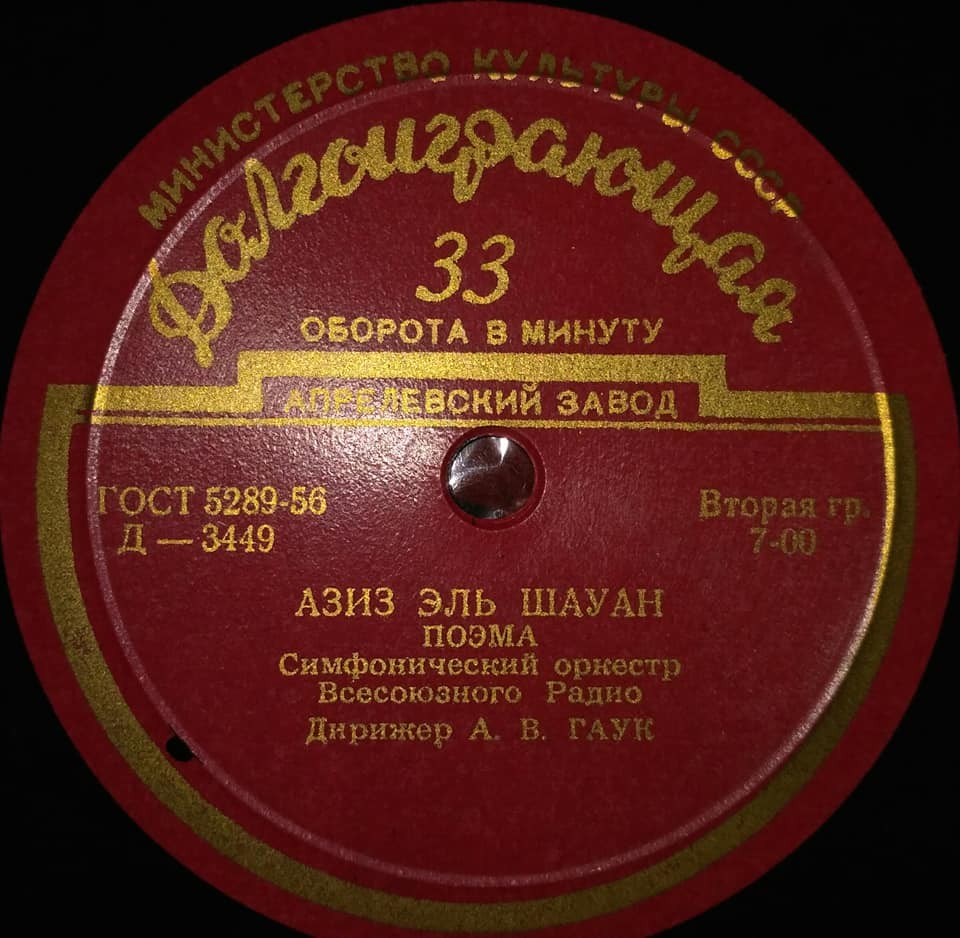 МИНИСТЕРСТВО КУЛЬТУРЫ СССР
Долгоиграющая
33
ОБОРОТА В МИНУТУ
АПРЕЛЕВСКИЙ ЗАВОД
ГОСТ 5289-56
Д — 3449
Вторая гр.
7-00
АЗИЗ ЭЛЬ ШАУАН
ПОЭМА
Симфонический оркестр
Всесоюзного Радио
Дирижер А. В. ГАУК